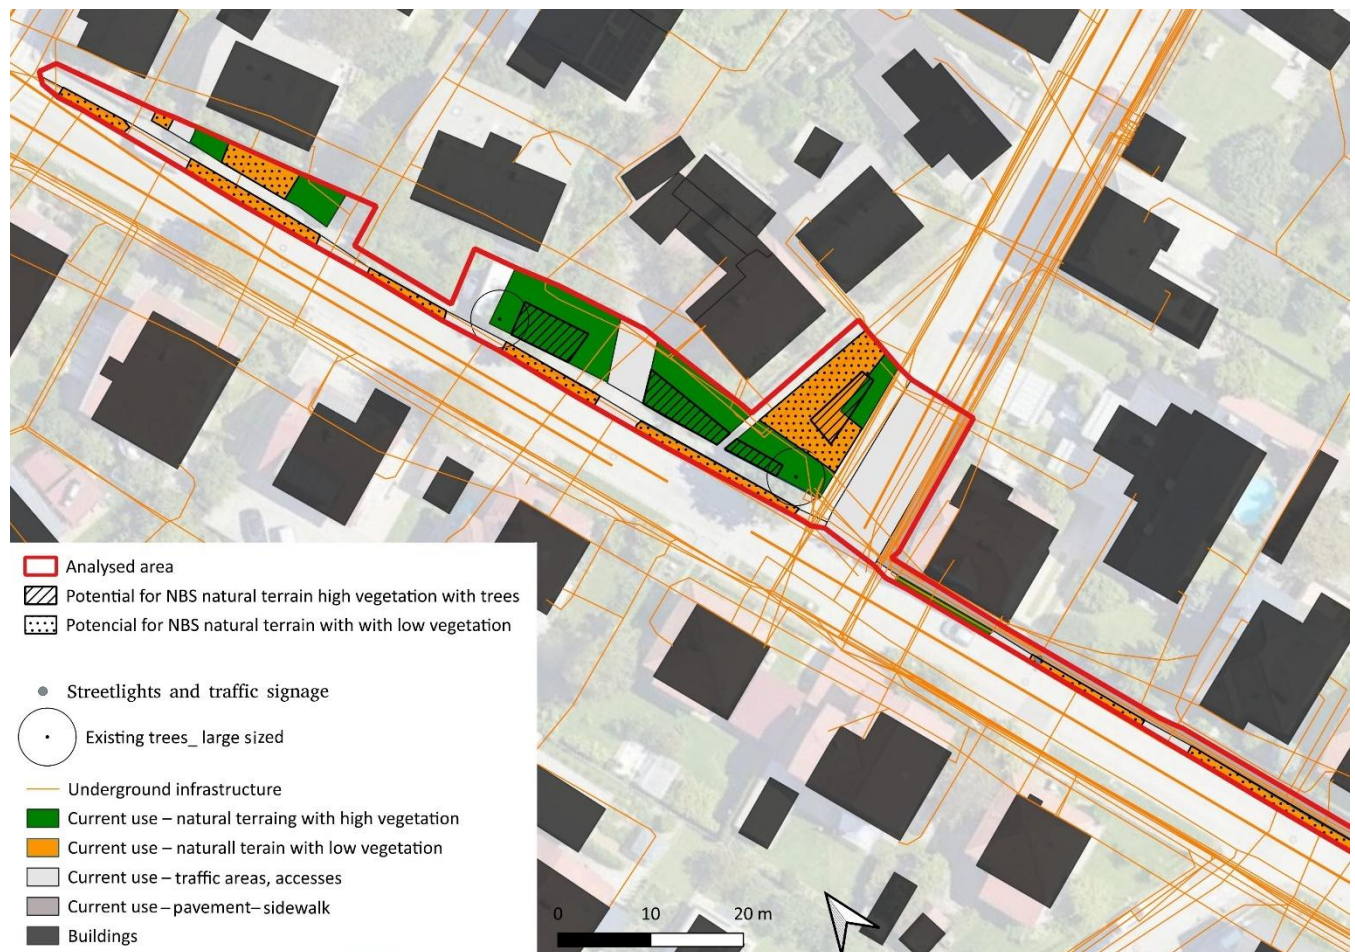 Analysed area
Potential for NBS natural terrain high vegetation with trees
Potencial for NBS natural terrain with with low vegetation
Streetlights and traffic signage
Existing trees_ large sized
Underground infrastructure
Current use – natural terraing with high vegetation
Current use – naturall terain with low vegetation
Current use – traffic areas, accesses
Current use – pavement – sidewalk
Buildings
0 10 20 m